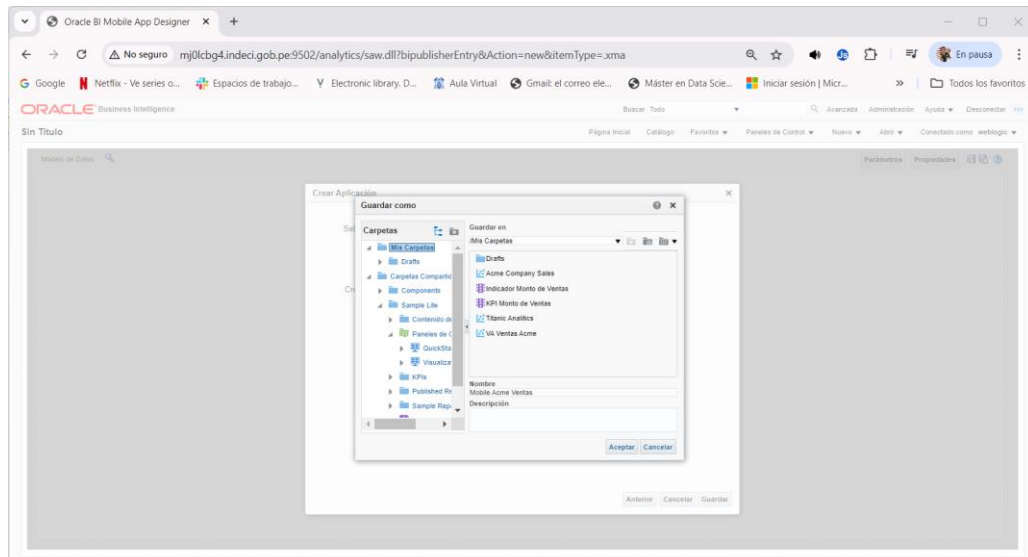 Oracle BI Mobile App Designer
No seguro mj0lcbg4.indeci.gob.pe:9502/analytics/saw.dll?bipublisherEntry&Action=new&itemType=.xma
En pausa
Google
Netflix - Ve series o...
Espacios de trabajo...
Electronic library. D...
Aula Virtual
Gmail: el correo ele...
Máster en Data Scie...
Iniciar sesión | Micr...
Todos los favoritos
ORACLE Business Intelligence
Buscar Todo
Avanzada Administración Ayuda Desconectar
Sin Titulo
Página Inicial Catálogo Favoritos Paneles de Control Nuevo Abrir Conectado como weblogic
Modelo de Datos
Parámetros Propiedades
Crear Aplicación
Guardar como
Carpetas
Mis Carpetas
Drafts
Carpetas Compartid
Components
Sample Lite
Contenido de
Paneles de C
QuickSta
Visualiza
KPIs
Published Re
Sample Repo
Guardar en
/Mis Carpetas
Drafts
Acme Company Sales
Indicador Monto de Ventas
KPI Monto de Ventas
Titanic Analitics
VA Ventas Acme
Nombre
Mobile Acme Ventas
Descripción
Aceptar Cancelar
Anterior Cancelar Guardar